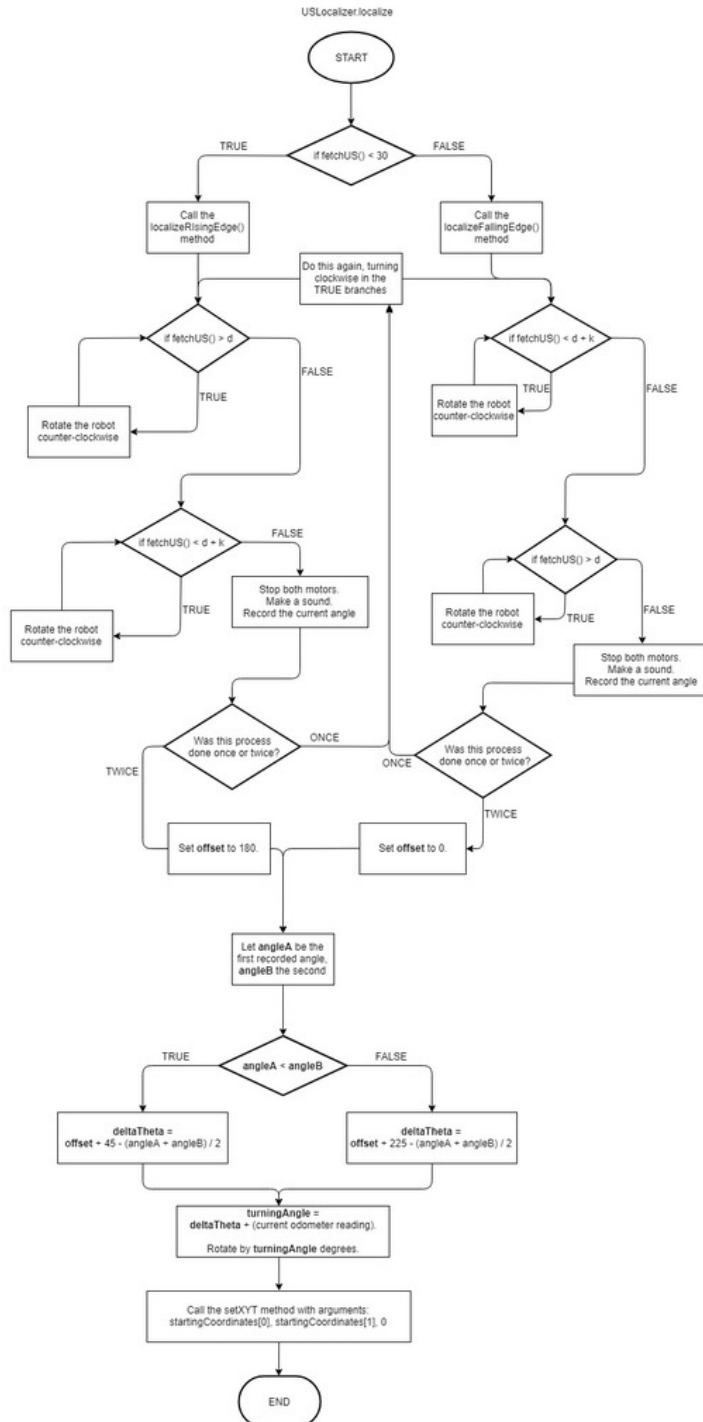 USLocalizer.localize
START
if fetchUS() < 30
TRUE
FALSE
Call the
localizeRIsingEdge()
method
Call the
localizeFallingEdge()
method
Do this again, turning
clockwise in the
TRUE branches
if fetchUS() > d
FALSE
TRUE
Rotate the robot
counter-clockwise
if fetchUS() < d + k
FALSE
TRUE
Rotate the robot
counter-clockwise
if fetchUS() < d + k
FALSE
TRUE
Rotate the robot
counter-clockwise
Stop both motors.
Make a sound.
Record the current angle
if fetchUS() > d
FALSE
TRUE
Rotate the robot
counter-clockwise
Stop both motors.
Make a sound.
Record the current angle
Was this process
done once or twice?
ONCE
TWICE
Was this process
done once or twice?
ONCE
TWICE
Set offset to 180.
Set offset to 0.
Let angleA be the
first recorded angle,
angleB the second
angleA < angleB
TRUE
FALSE
deltaTheta =
offset + 45 - (angleA + angleB) / 2
deltaTheta =
offset + 225 - (angleA + angleB) / 2
turningAngle =
deltaTheta + (current odometer reading).
Rotate by turningAngle degrees.
Call the setXYT method with arguments:
startingCoordinates[0], startingCoordinates[1], 0
END